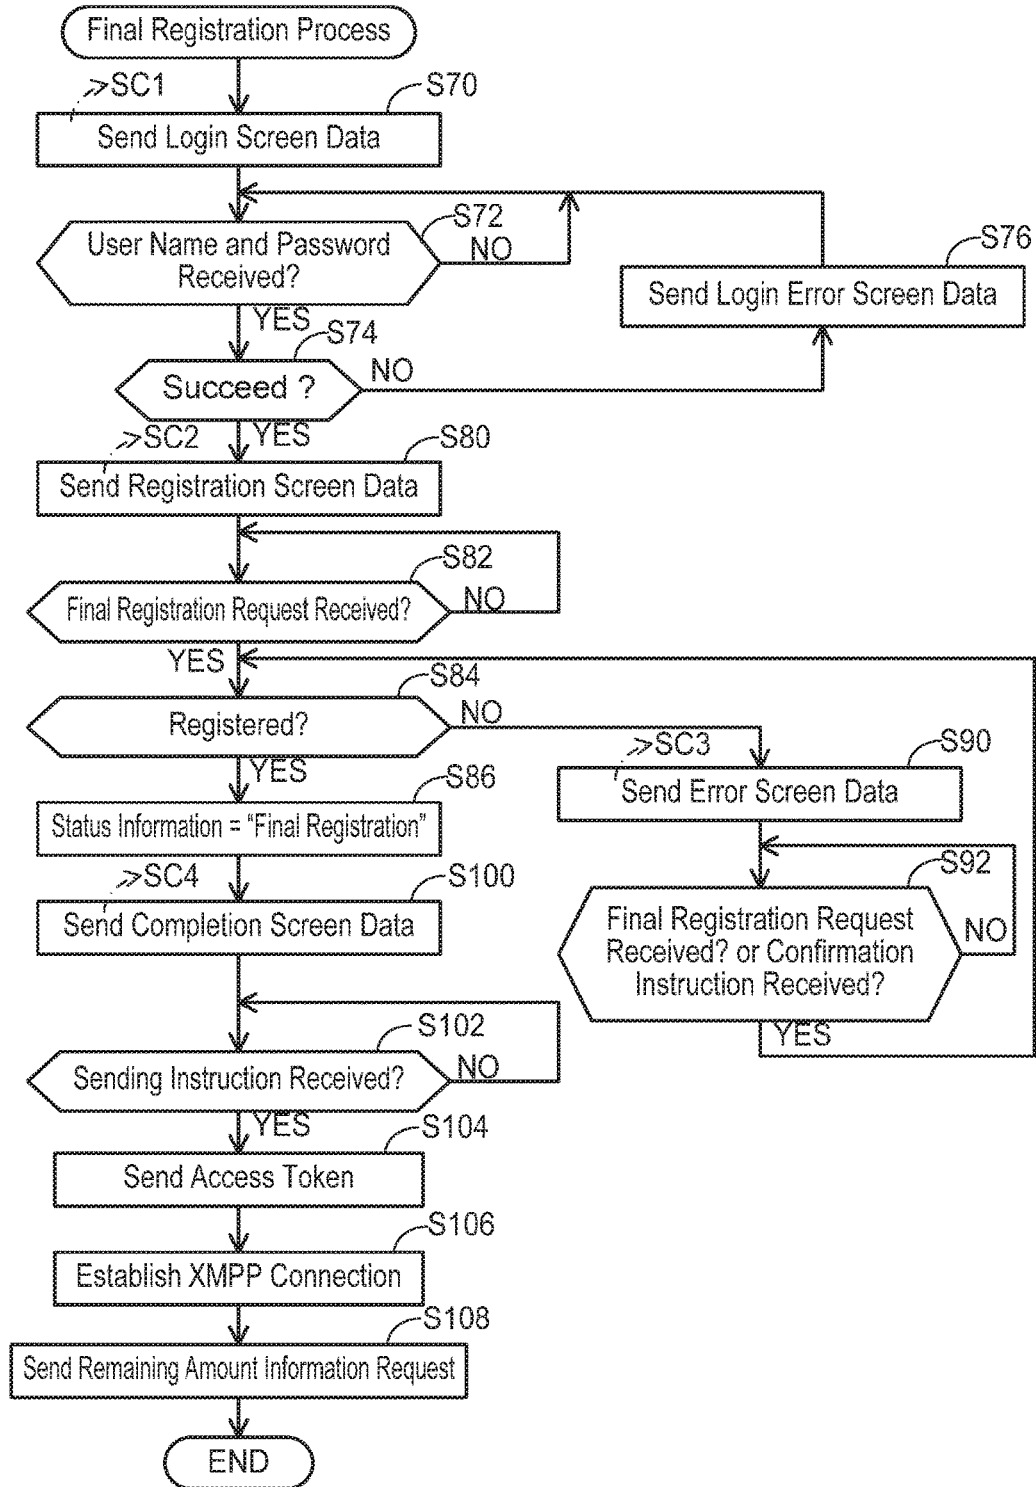 Final Registration Process
SC1
S70
Send Login Screen Data
S72
User Name and Password
Received?
NO
S76
Send Login Error Screen Data
YES
S74
Succeed ?
NO
YES
SC2
S80
Send Registration Screen Data
S82
Final Registration Request Received?
NO
YES
S84
Registered?
NO
YES
SC3
S90
Send Error Screen Data
S86
Status Information = “Final Registration”
S92
Final Registration Request
Received? or Confirmation
Instruction Received?
NO
YES
SC4
S100
Send Completion Screen Data
S102
Sending Instruction Received?
NO
YES
S104
Send Access Token
S106
Establish XMPP Connection
S108
Send Remaining Amount Information Request
END